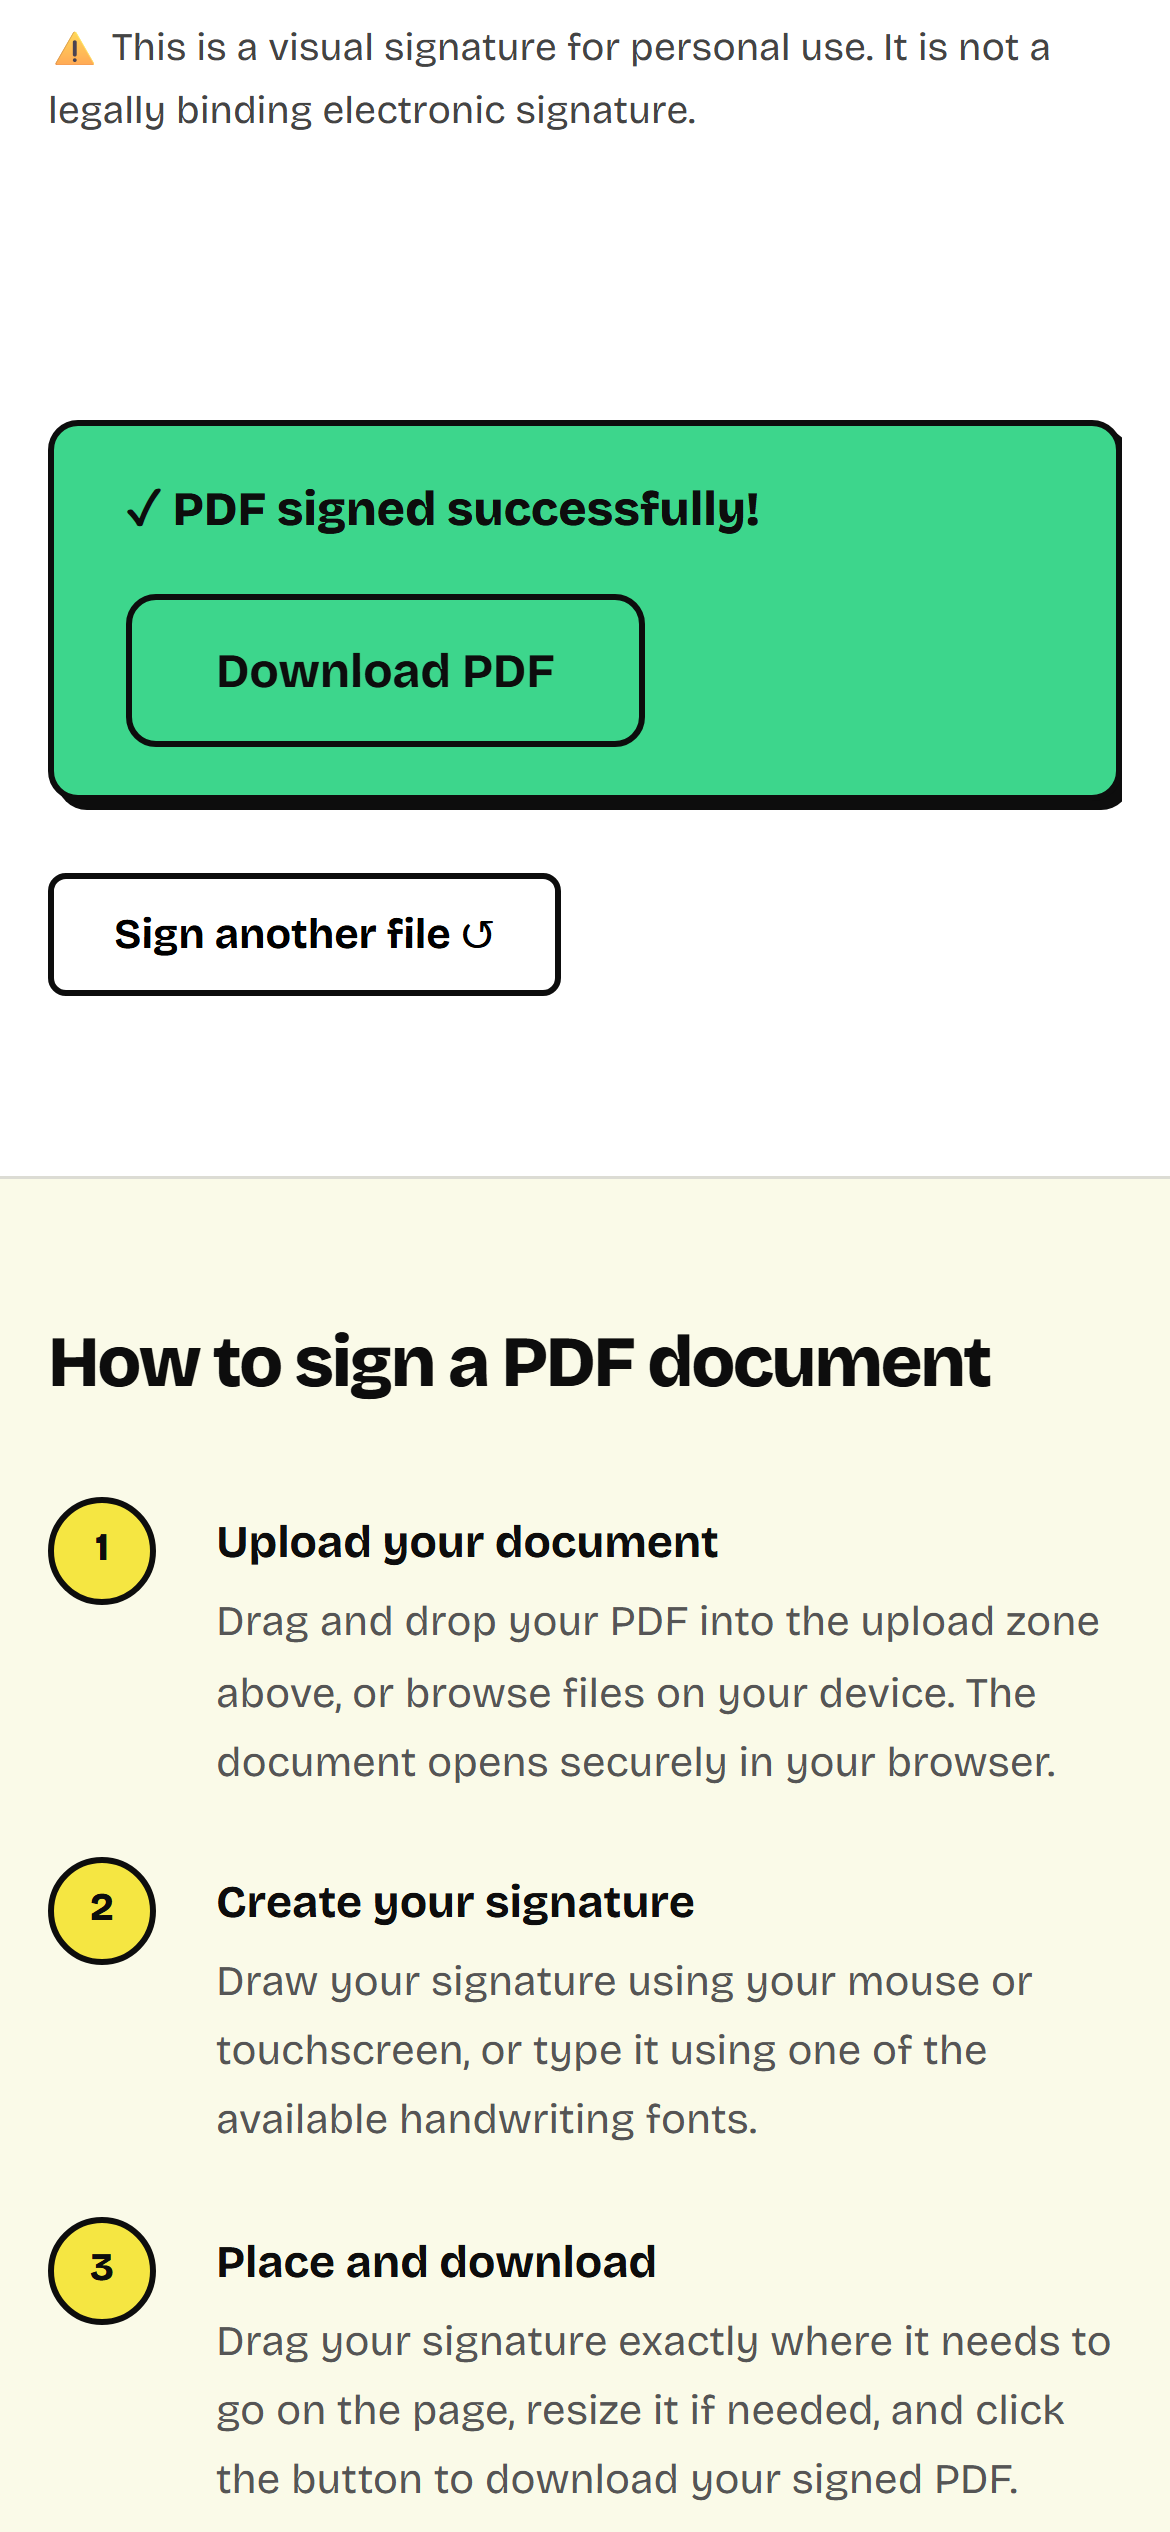 ⚠️ This is a visual signature for personal use. It is not a
legally binding electronic signature.
✓ PDF signed successfully!
Download PDF
Sign another file ↺
How to sign a PDF document
1
Upload your document
Drag and drop your PDF into the upload zone
above, or browse files on your device. The
document opens securely in your browser.
2
Create your signature
Draw your signature using your mouse or
touchscreen, or type it using one of the
available handwriting fonts.
3
Place and download
Drag your signature exactly where it needs to
go on the page, resize it if needed, and click
the button to download your signed PDF.